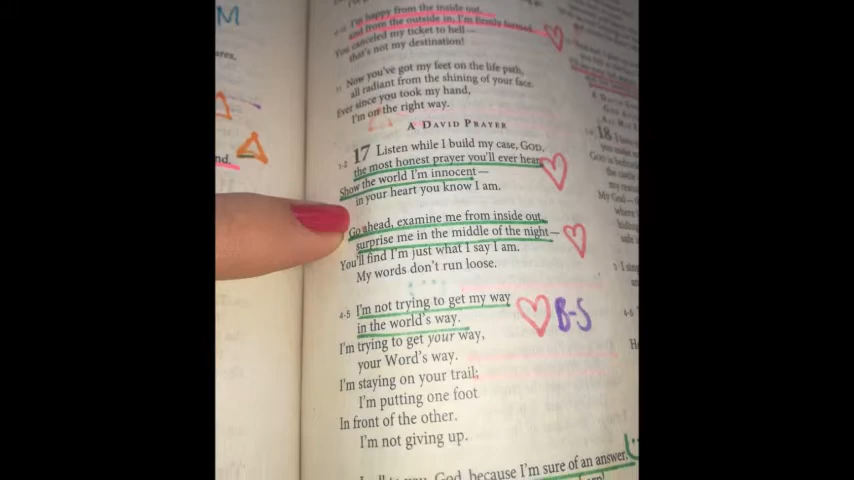 M
ares,
nd.
I'm happy from the inside out,
and from the outside in, I'm firmly formed.
You canceled my ticket to hell—
that's not my destination!
11 Now you've got my feet on the life path,
all radiant from the shining of your face.
Ever since you took my hand,
I'm on the right way.
A DAVID PRAYER
1-2 17 Listen while I build my case, GOD,
the most honest prayer you'll ever hear.
Show the world I'm innocent—
in your heart you know I am.
Go ahead, examine me from inside out,
surprise me in the middle of the night—
You'll find I'm just what I say I am.
My words don't run loose.
4-5 I'm not trying to get my way
in the world's way.
B-S
I'm trying to get your way,
your Word's way.
I'm staying on your trail;
I'm putting one foot
In front of the other.
I'm not giving up.
God, because I'm sure of an answer.
18